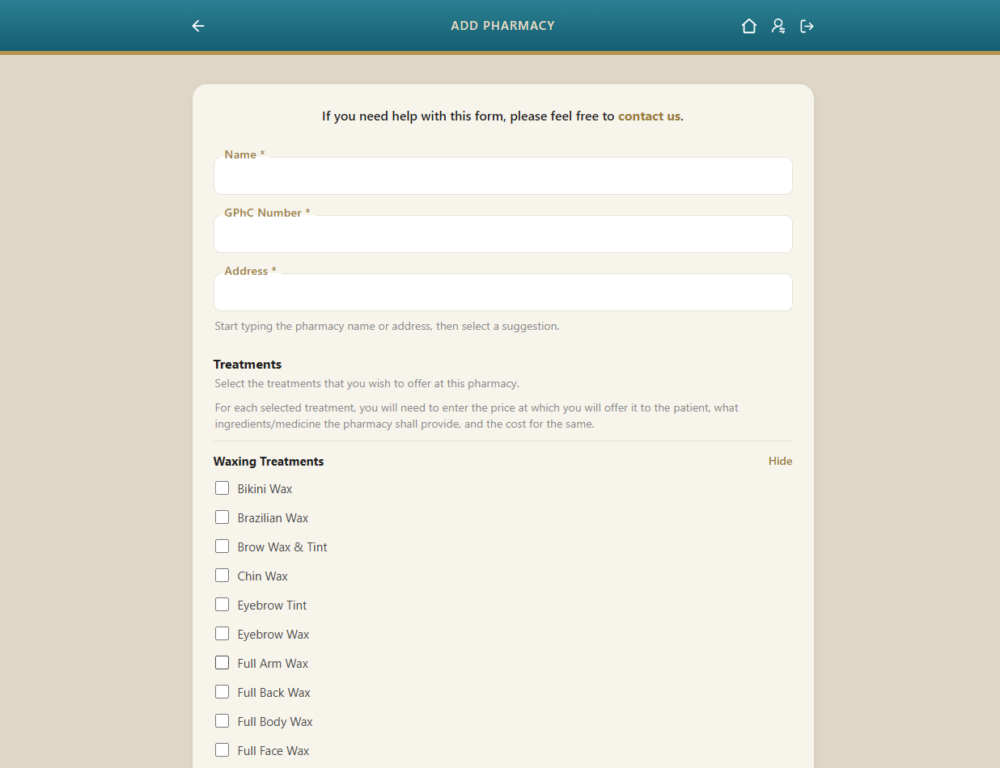 ADD PHARMACY
If you need help with this form, please feel free to contact us.
Name *
GPhC Number *
Address *
Start typing the pharmacy name or address, then select a suggestion.
Treatments
Select the treatments that you wish to offer at this pharmacy.
For each selected treatment, you will need to enter the price at which you will offer it to the patient, what
ingredients/medicine the pharmacy shall provide, and the cost for the same.
Waxing Treatments Hide
Bikini Wax
Brazilian Wax
Brow Wax & Tint
Chin Wax
Eyebrow Tint
Eyebrow Wax
Full Arm Wax
Full Back Wax
Full Body Wax
Full Face Wax